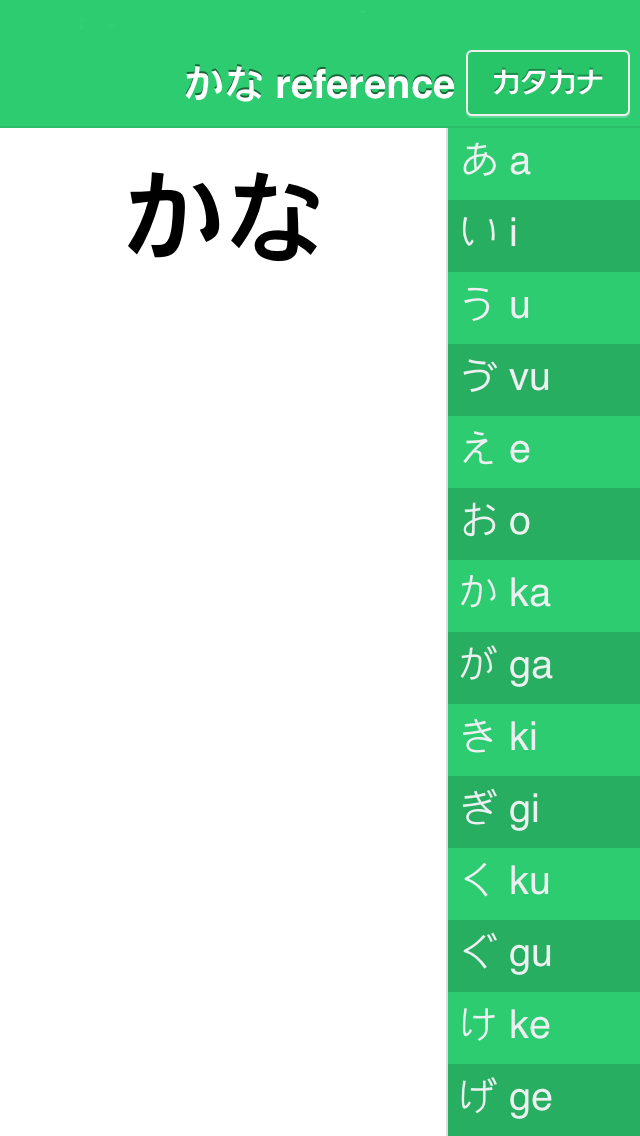 かな reference
カタカナ
かな
あ a
い i
う u
ゔ vu
え e
お o
か ka
が ga
き ki
ぎ gi
く ku
ぐ gu
け ke
げ ge